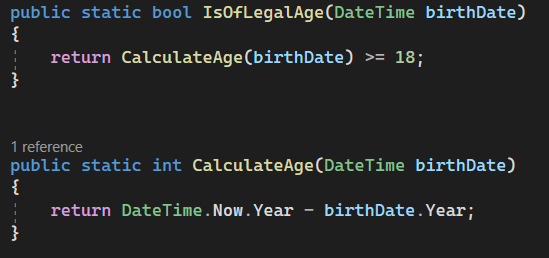 public static bool IsOfLegalAge(DateTime birthDate)
{
return CalculateAge(birthDate) >= 18;
}
1 reference
public static int CalculateAge(DateTime birthDate)
{
return DateTime.Now.Year - birthDate.Year;
}